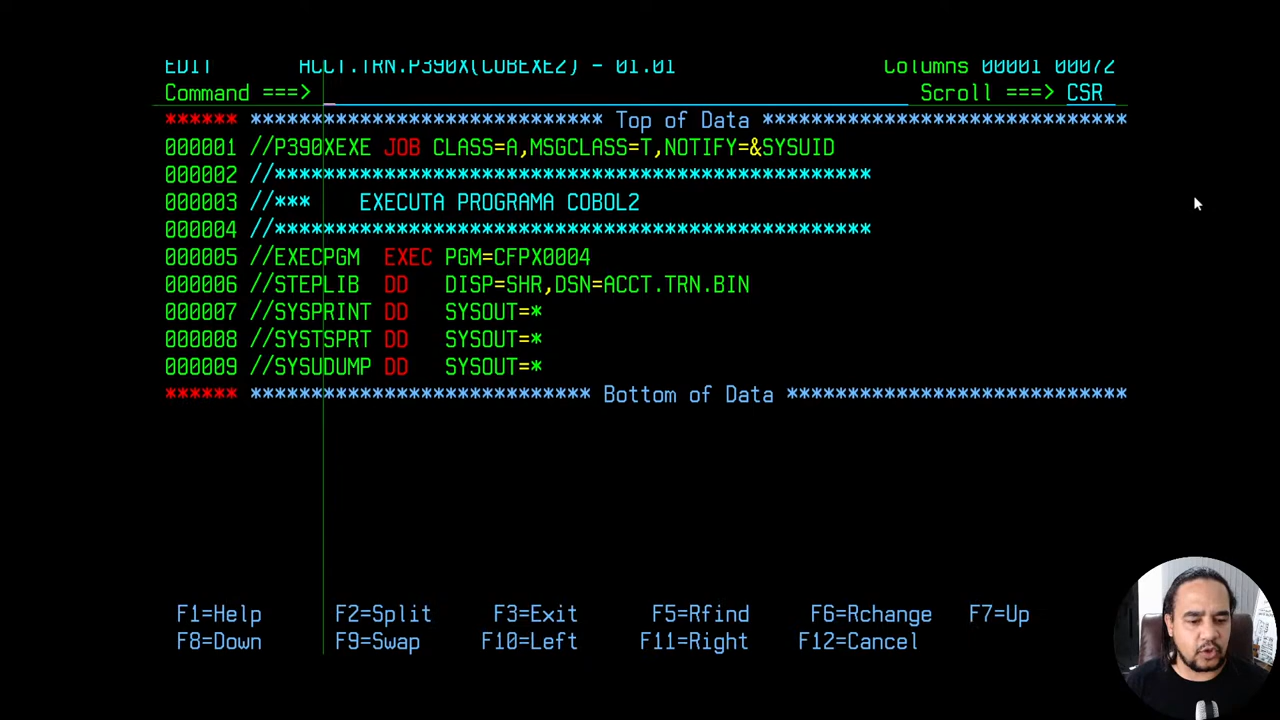 EDIT ACCT.TRN.P390X(COBEXE2) - 01.01 Columns 00001 00072
Command ===> Scroll ===> CSR
****** ***************************** Top of Data ******************************
000001 //P390XEXE JOB CLASS=A,MSGCLASS=T,NOTIFY=&SYSUID
000002 //*************************************************
000003 //*** EXECUTA PROGRAMA COBOL2
000004 //*************************************************
000005 //EXECPGM EXEC PGM=CFPX0004
000006 //STEPLIB DD DISP=SHR,DSN=ACCT.TRN.BIN
000007 //SYSPRINT DD SYSOUT=*
000008 //SYSTSPRT DD SYSOUT=*
000009 //SYSUDUMP DD SYSOUT=*
****** **************************** Bottom of Data ****************************
F1=Help F2=Split F3=Exit F5=Rfind F6=Rchange F7=Up
F8=Down F9=Swap F10=Left F11=Right F12=Cancel